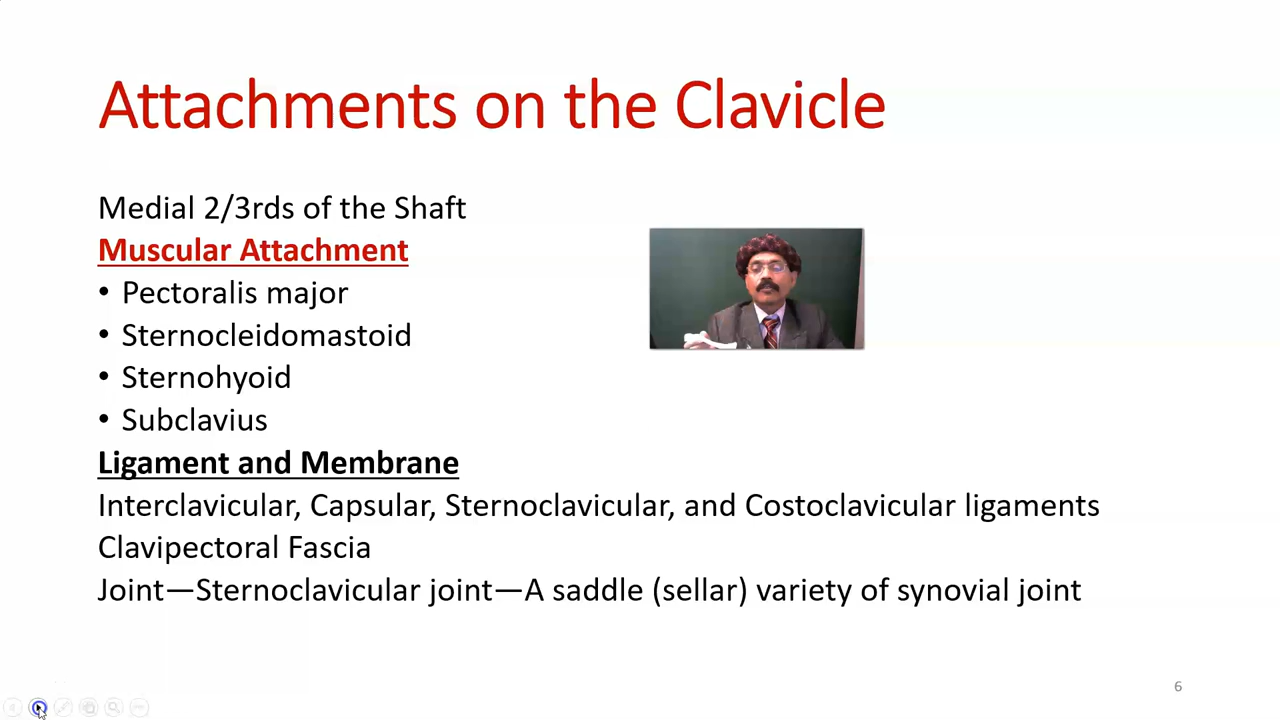 Attachments on the Clavicle
Medial 2/3rds of the Shaft
Muscular Attachment
• Pectoralis major
• Sternocleidomastoid
• Sternohyoid
• Subclavius
Ligament and Membrane
Interclavicular, Capsular, Sternoclavicular, and Costoclavicular ligaments
Clavipectoral Fascia
Joint—Sternoclavicular joint—A saddle (sellar) variety of synovial joint
6